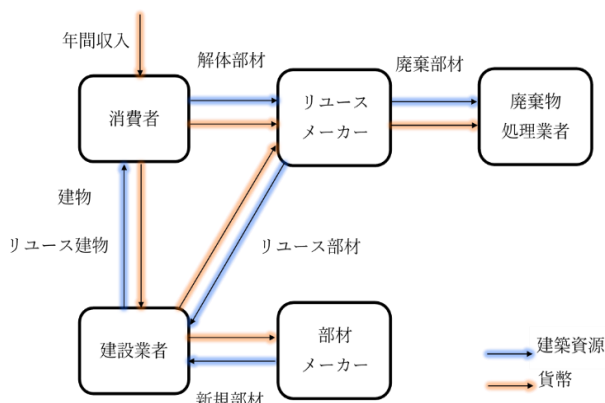 年間収入
解体部材
廃棄部材
消費者
リユース
メーカー
廃棄物
処理業者
建物
リユース建物
リユース部材
建設業者
部材
メーカー
新規部材
建築資源
貨幣